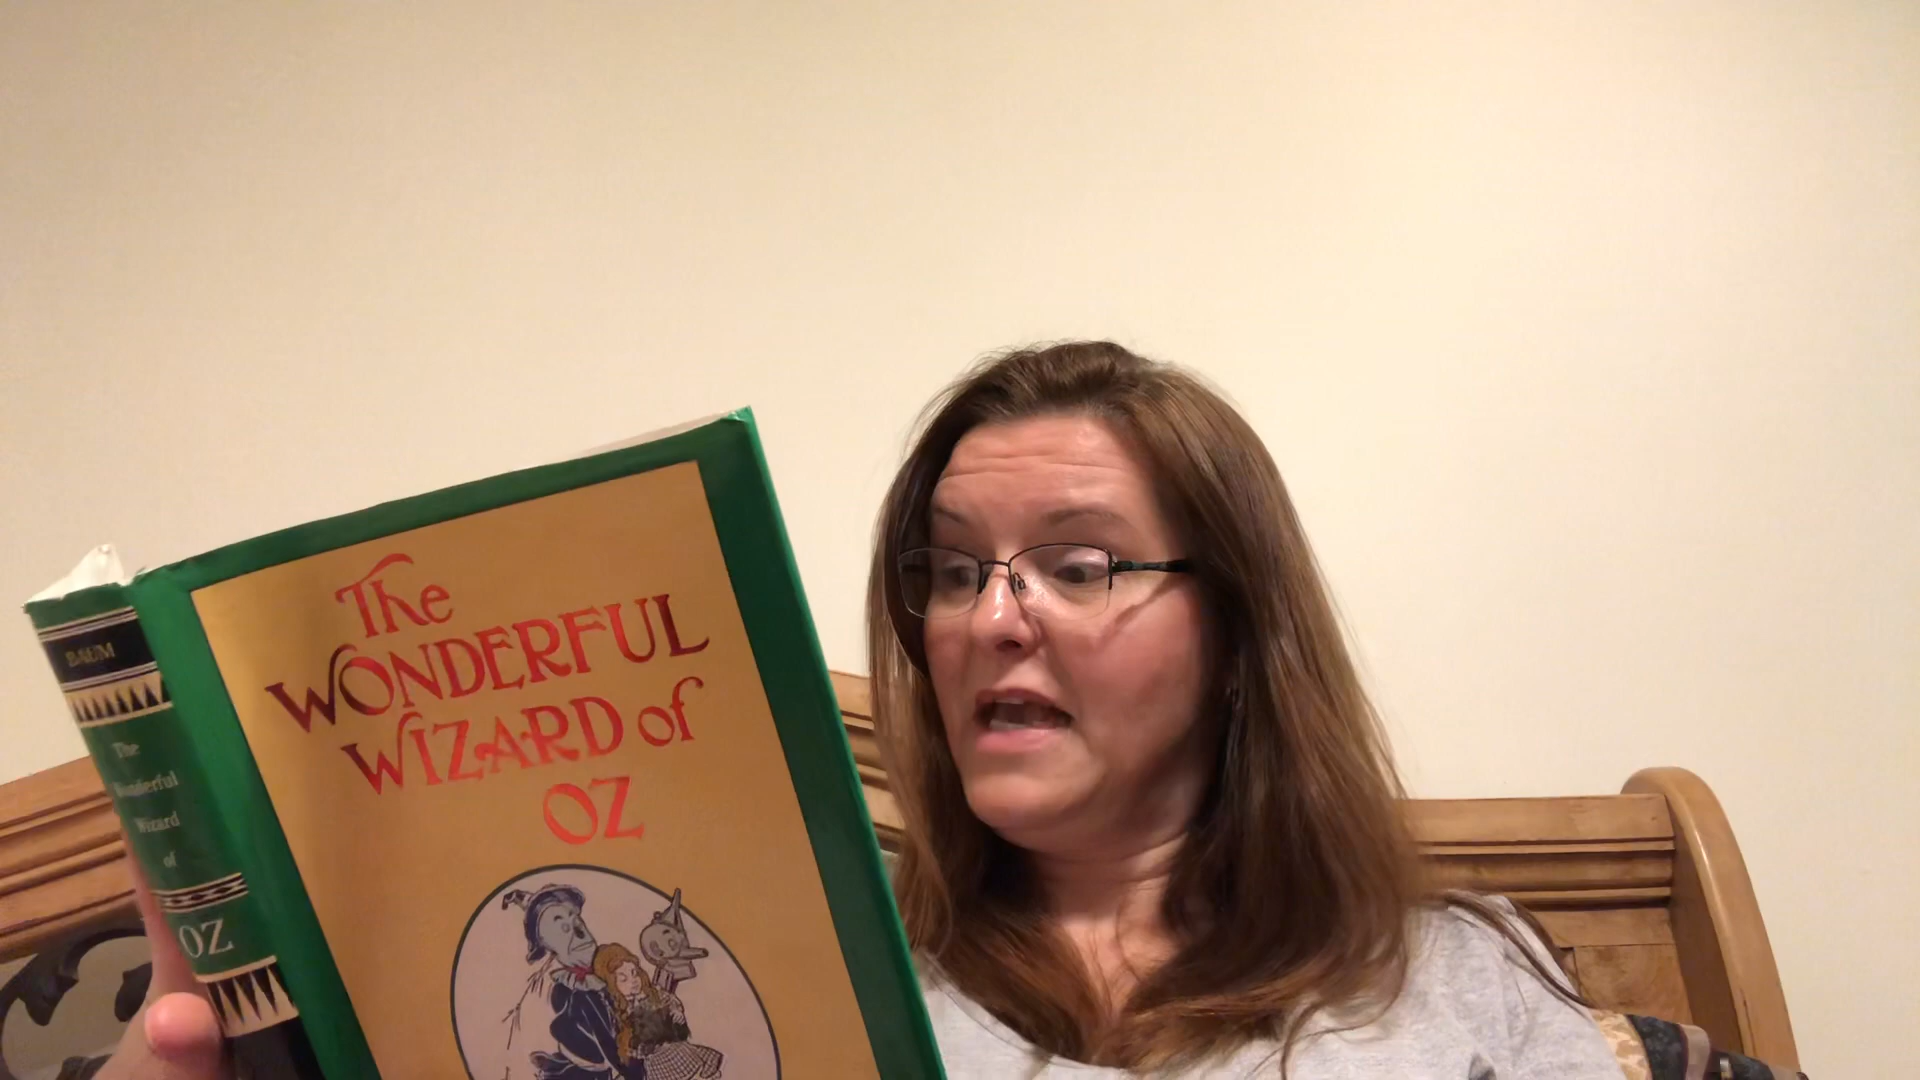 The
WONDERFUL
WIZARD of
OZ
BAUM
The
Wonderful
Wizard
of
OZ